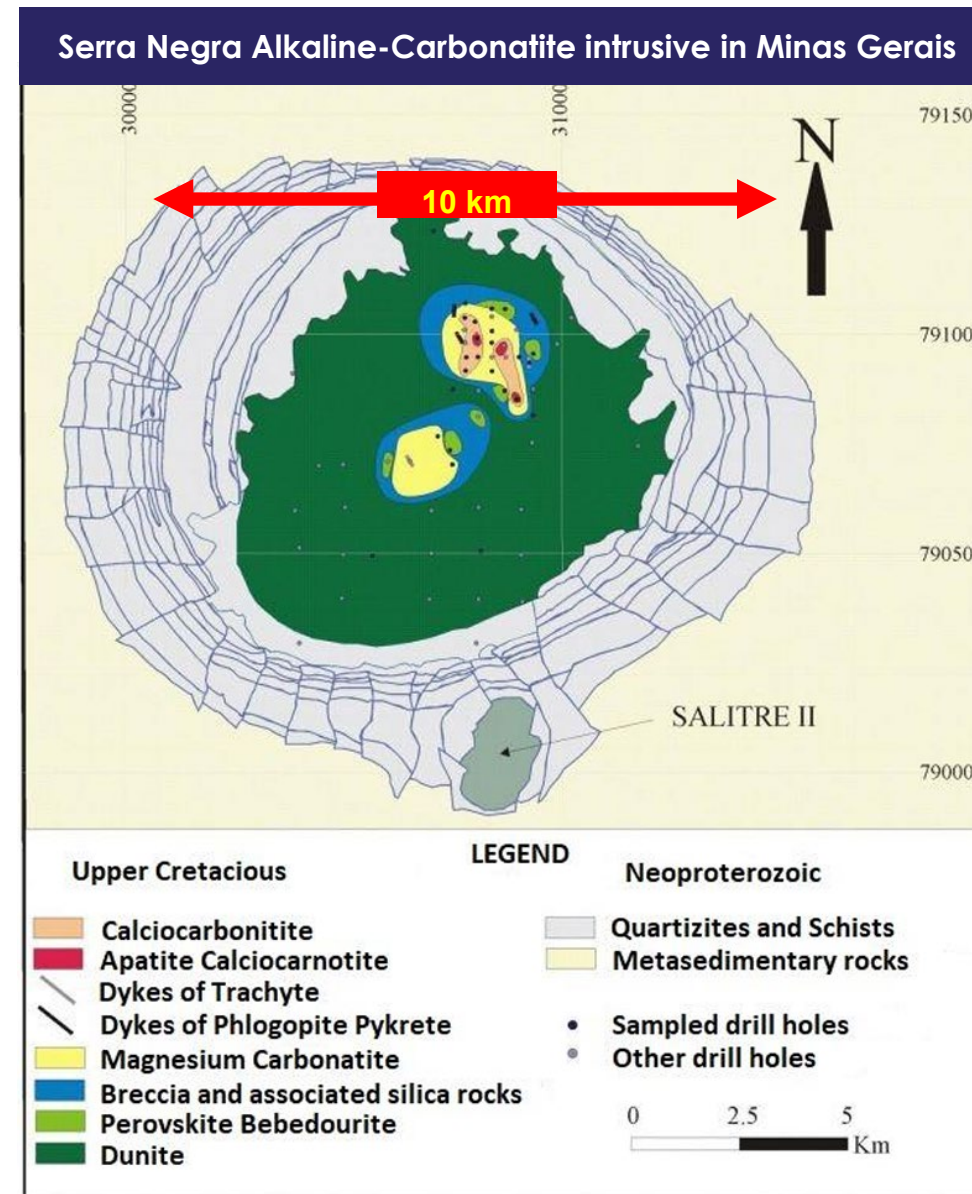 Serra Negra Alkaline-Carbonatite intrusive in Minas Gerais
30000
31000
79150
N
10 km
79100
79050
SALITRE II
79000
LEGEND
Upper Cretacious
Calciocarbonitite
Apatite Calciocarnotite
Dykes of Trachyte
Dykes of Phlogopite Pykrete
Magnesium Carbonatite
Breccia and associated silica rocks
Perovskite Bebedourite
Dunite
Neoproterozoic
Quartizites and Schists
Metasedimentary rocks
Sampled drill holes
Other drill holes
0 2.5 5
Km